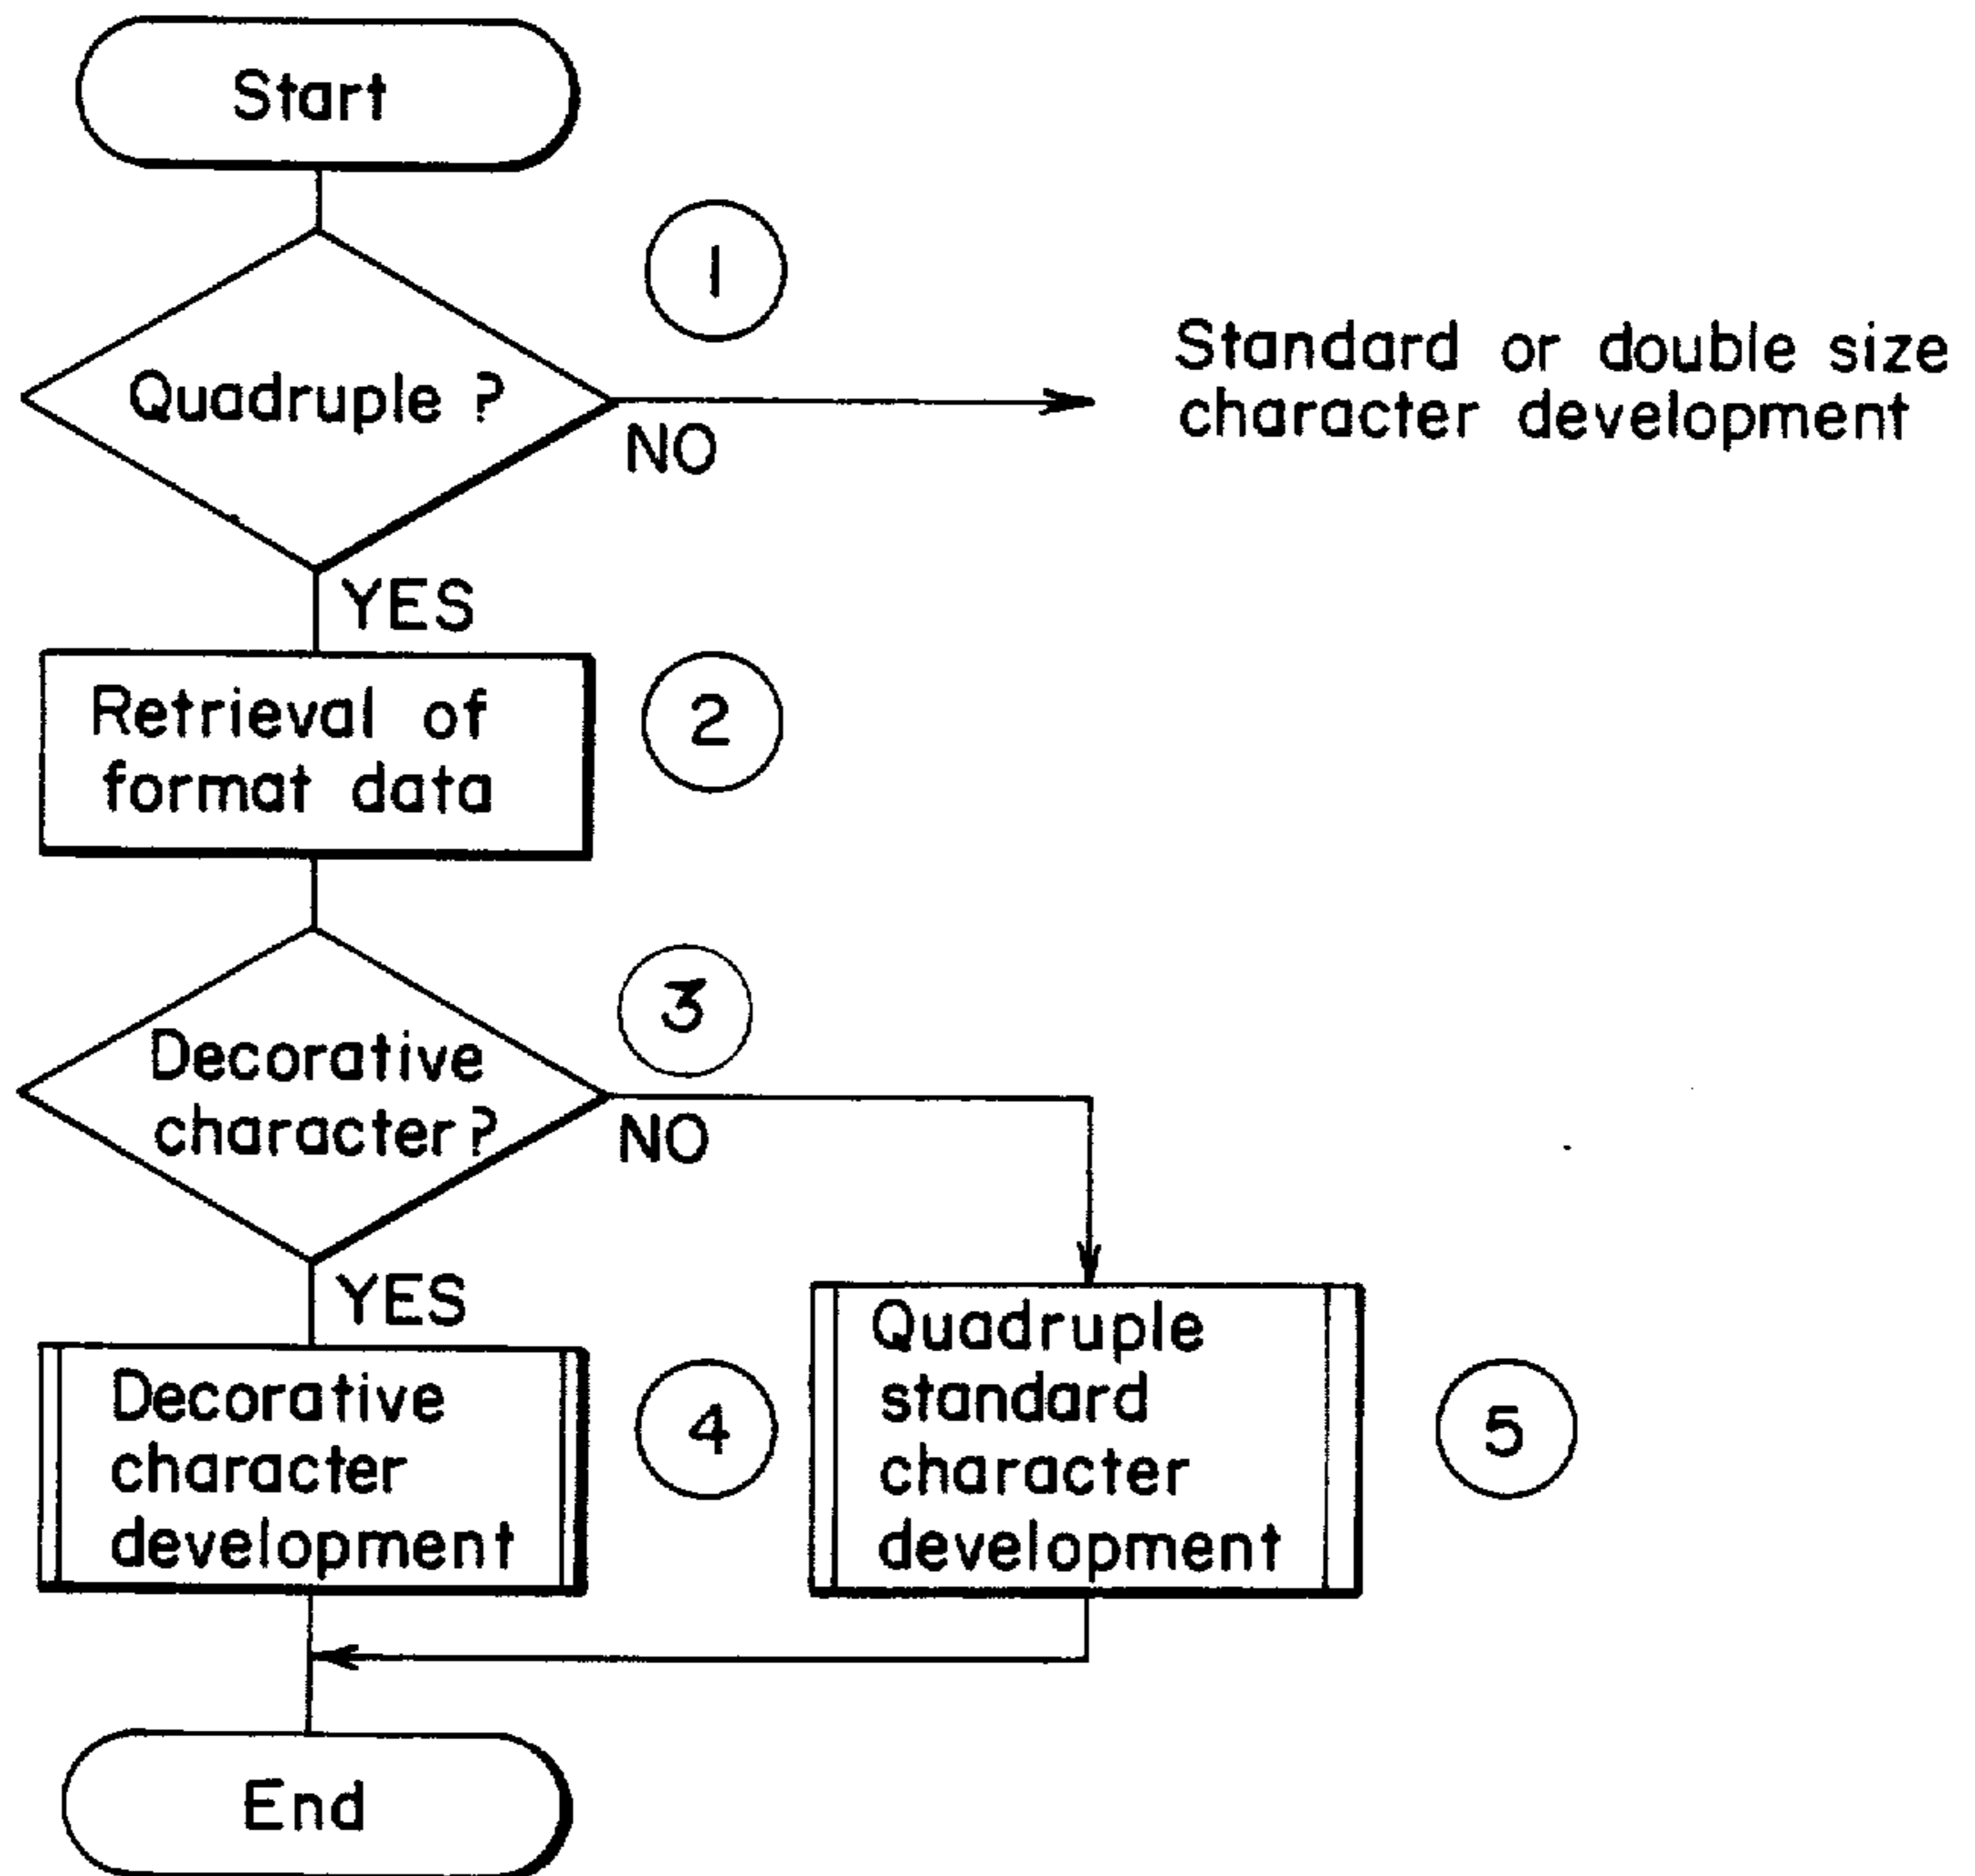 Start
1
Quadruple ?
NO
Standard or double size
character development
YES
Retrieval of
format data
2
3
Decorative
character?
NO
YES
Decorative
character
development
4
Quadruple
standard
character
development
5
End